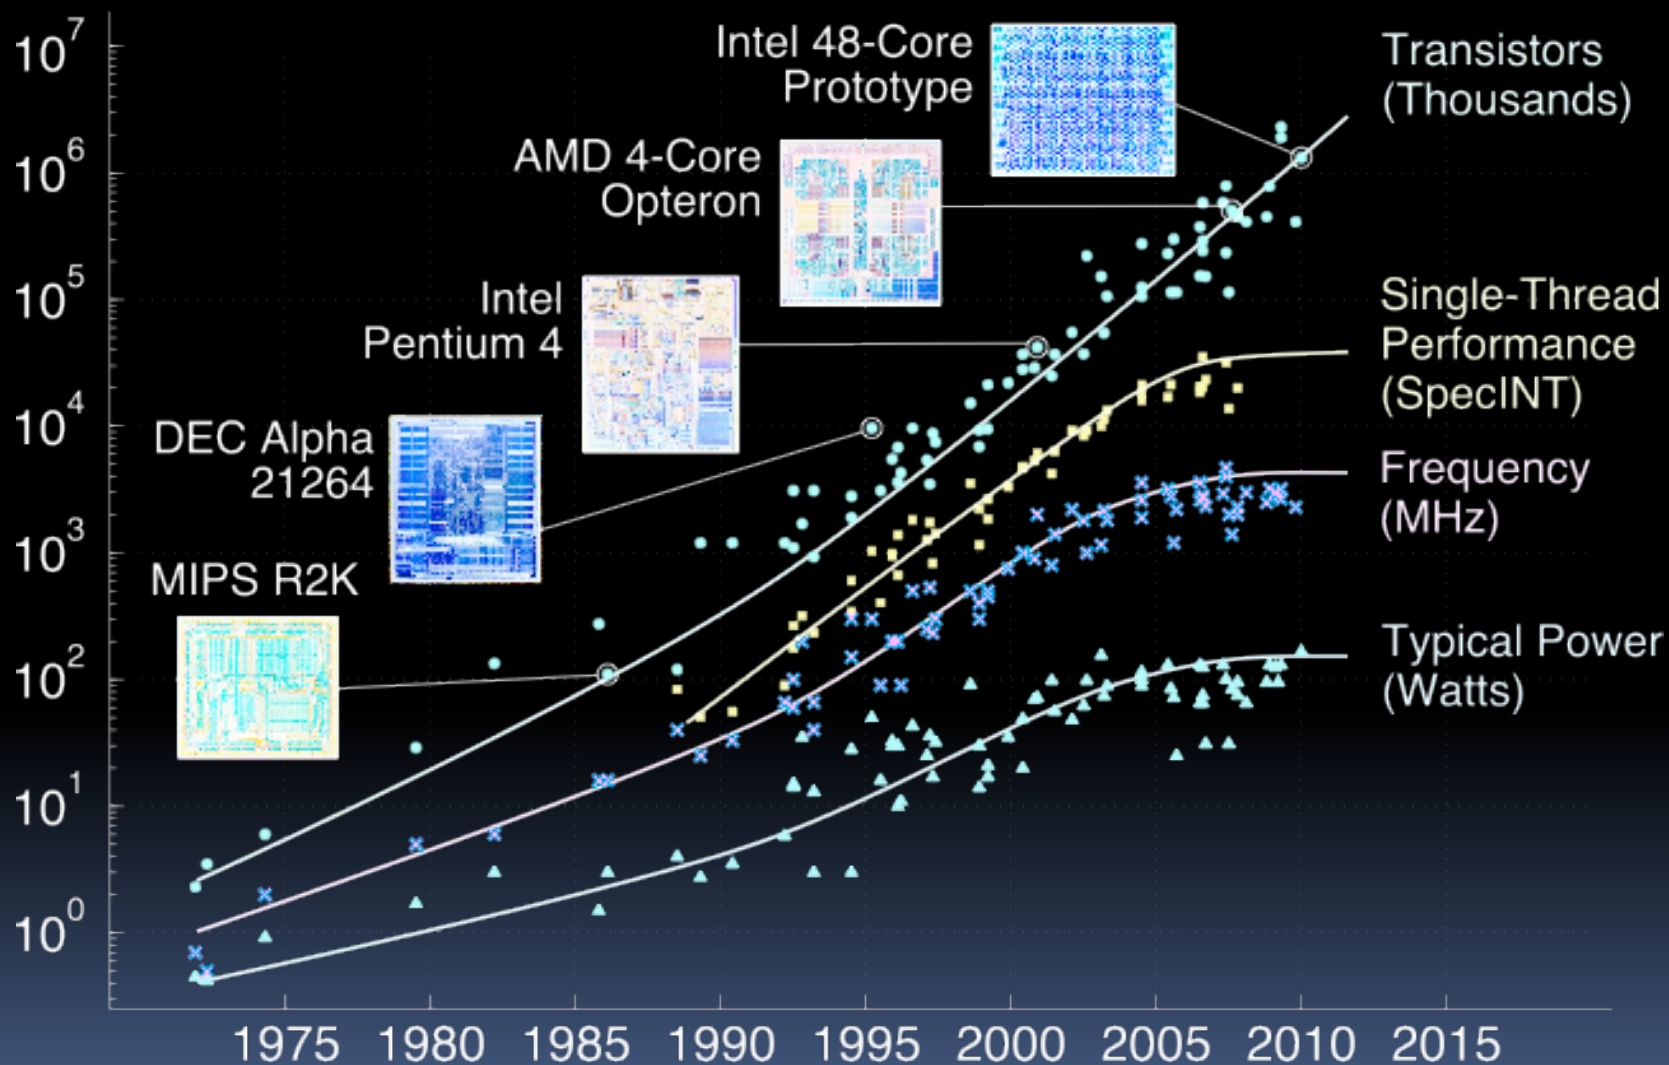 10^7
10^6
10^5
10^4
10^3
10^2
10^1
10^0
Intel 48-Core
Prototype
AMD 4-Core
Opteron
Intel
Pentium 4
DEC Alpha
21264
MIPS R2K
Transistors
(Thousands)
Single-Thread
Performance
(SpecINT)
Frequency
(MHz)
Typical Power
(Watts)
1975 1980 1985 1990 1995 2000 2005 2010 2015